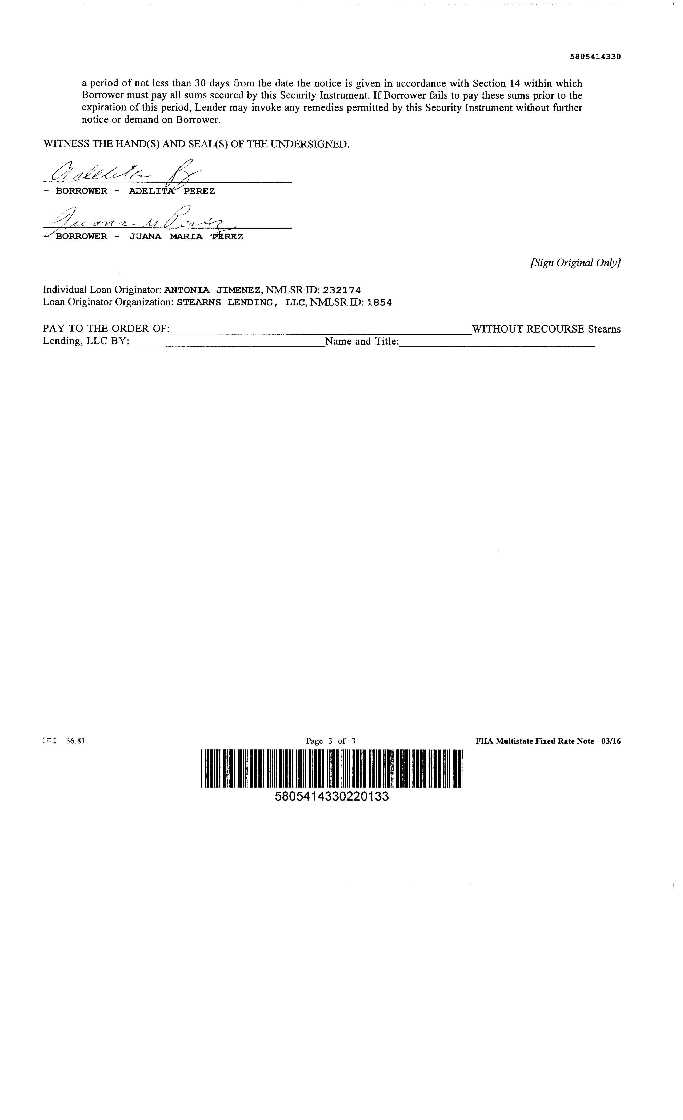 5805414330
a period of not less than 30 days from the date the notice is given in accordance with Section 14 within which
Borrower must pay all sums secured by this Security Instrument. If Borrower fails to pay these sums prior to the
expiration of this period, Lender may invoke any remedies permitted by this Security Instrument without further
notice or demand on Borrower.
WITNESS THE HAND(S) AND SEAL(S) OF THE UNDERSIGNED.
- BORROWER - ADELITA PEREZ
- BORROWER - JUANA MARIA PEREZ
[Sign Original Only]
Individual Loan Originator: ANTONIA JIMENEZ, NMLSR ID: 232174
Loan Originator Organization: STEARNS LENDING, LLC, NMLSR ID: 1854
PAY TO THE ORDER OF: WITHOUT RECOURSE Stearns
Lending, LLC BY: Name and Title:
Page 3 of 3
FHA Multistate Fixed Rate Note 03/16
5805414330220133